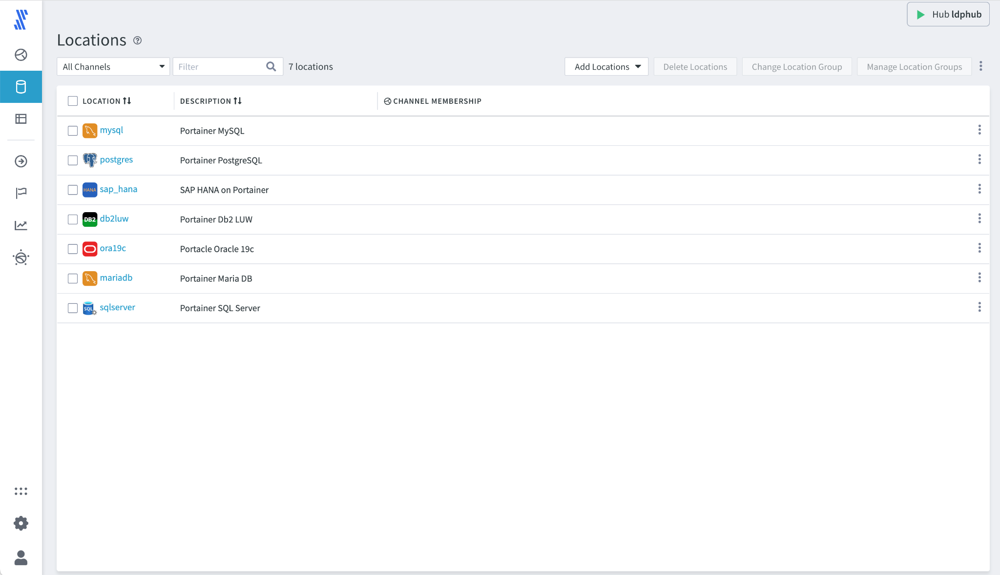 Hub ldphub
Locations
All Channels
Filter
7 locations
Add Locations
Delete Locations
Change Location Group
Manage Location Groups
LOCATION
DESCRIPTION
CHANNEL MEMBERSHIP
mysql
Portainer MySQL
postgres
Portainer PostgreSQL
HANA
sap_hana
SAP HANA on Portainer
DB2
db2luw
Portainer Db2 LUW
ora19c
Portacle Oracle 19c
mariadb
Portainer Maria DB
SQL
sqlserver
Portainer SQL Server